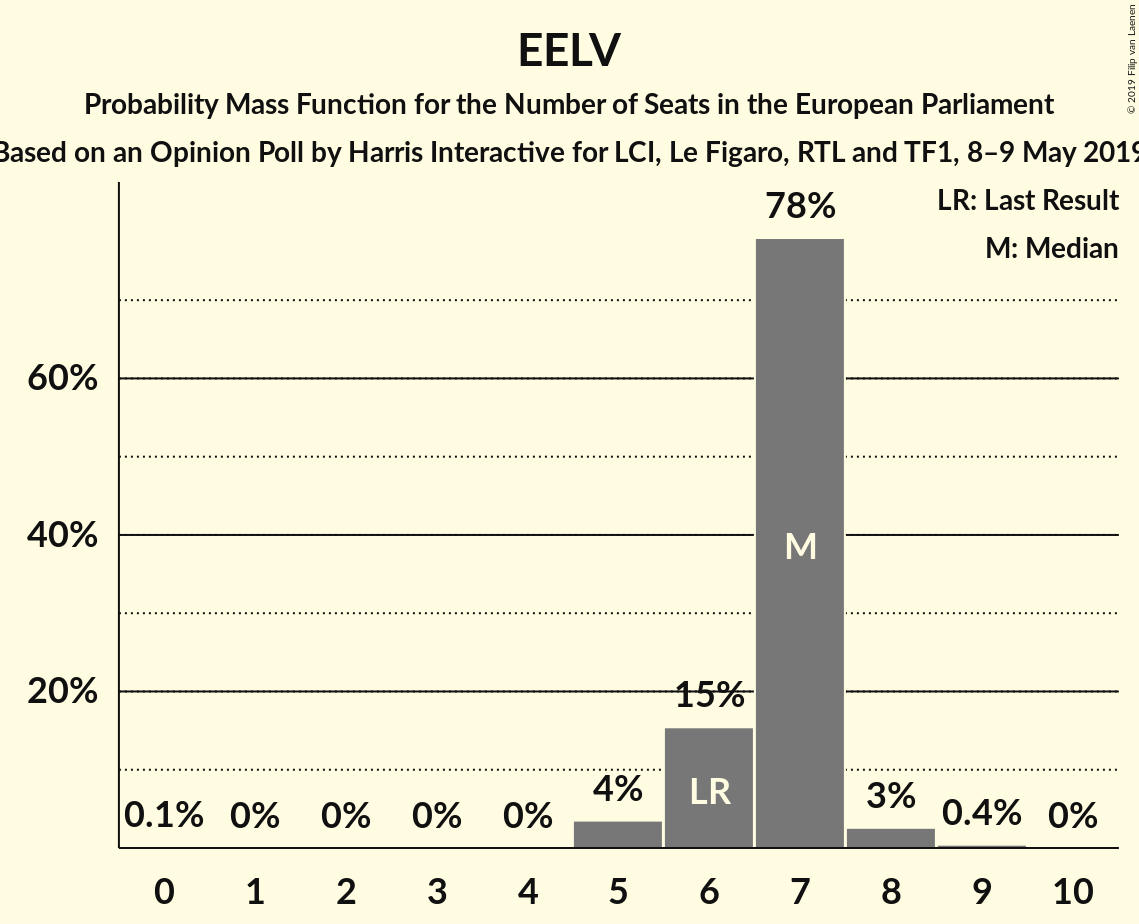 EELV
Probability Mass Function for the Number of Seats in the European Parliament
Based on an Opinion Poll by Harris Interactive for LCI, Le Figaro, RTL and TF1, 8–9 May 2019
© 2019 Filip van Laenen
LR: Last Result
M: Median
78%
60%
40%
20%
M
15%
LR
0.1% 0% 0% 0% 0% 4% 3% 0.4% 0%
0 1 2 3 4 5 6 7 8 9 10